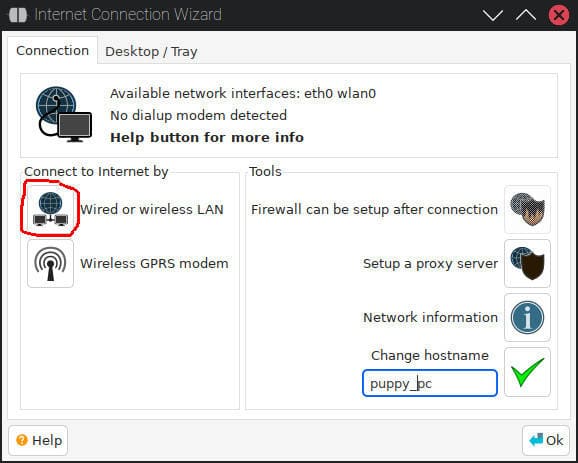 Internet Connection Wizard
Connection
Desktop / Tray
Available network interfaces: eth0 wlan0
No dialup modem detected
Help button for more info
Connect to Internet by
Wired or wireless LAN
Wireless GPRS modem
Tools
Firewall can be setup after connection
Setup a proxy server
Network information
Change hostname
puppy_pc
Help
Ok